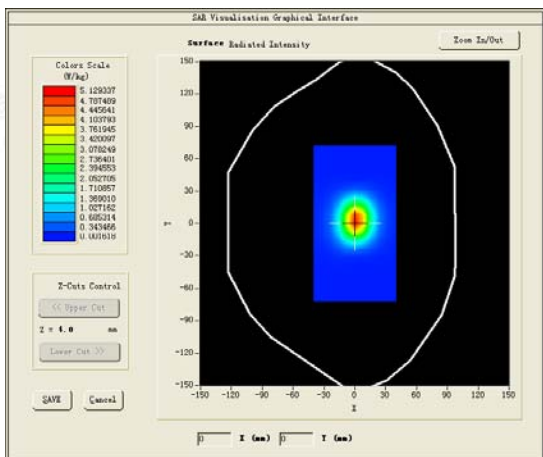 SAR Visualisation Graphical Interface
Surface Radiated Intensity
Zoom In/Out
Colors Scale
(W/kg)
5.129337
4.787489
4.445641
4.103793
3.761945
3.420097
3.078249
2.736401
2.394553
2.052705
1.710857
1.369010
1.027162
0.685314
0.343466
0.001618
Z-Cuts Control
<< Upper Cut
Z = 4.0 mm
Lower Cut >>
SAVE
Cancel
150
120
90
60
30
0
-30
-60
-90
-120
-150
Y
-150 -120 -90 -60 -30 0 30 60 90 120 150
X
0 X (mm) 0 Y (mm)